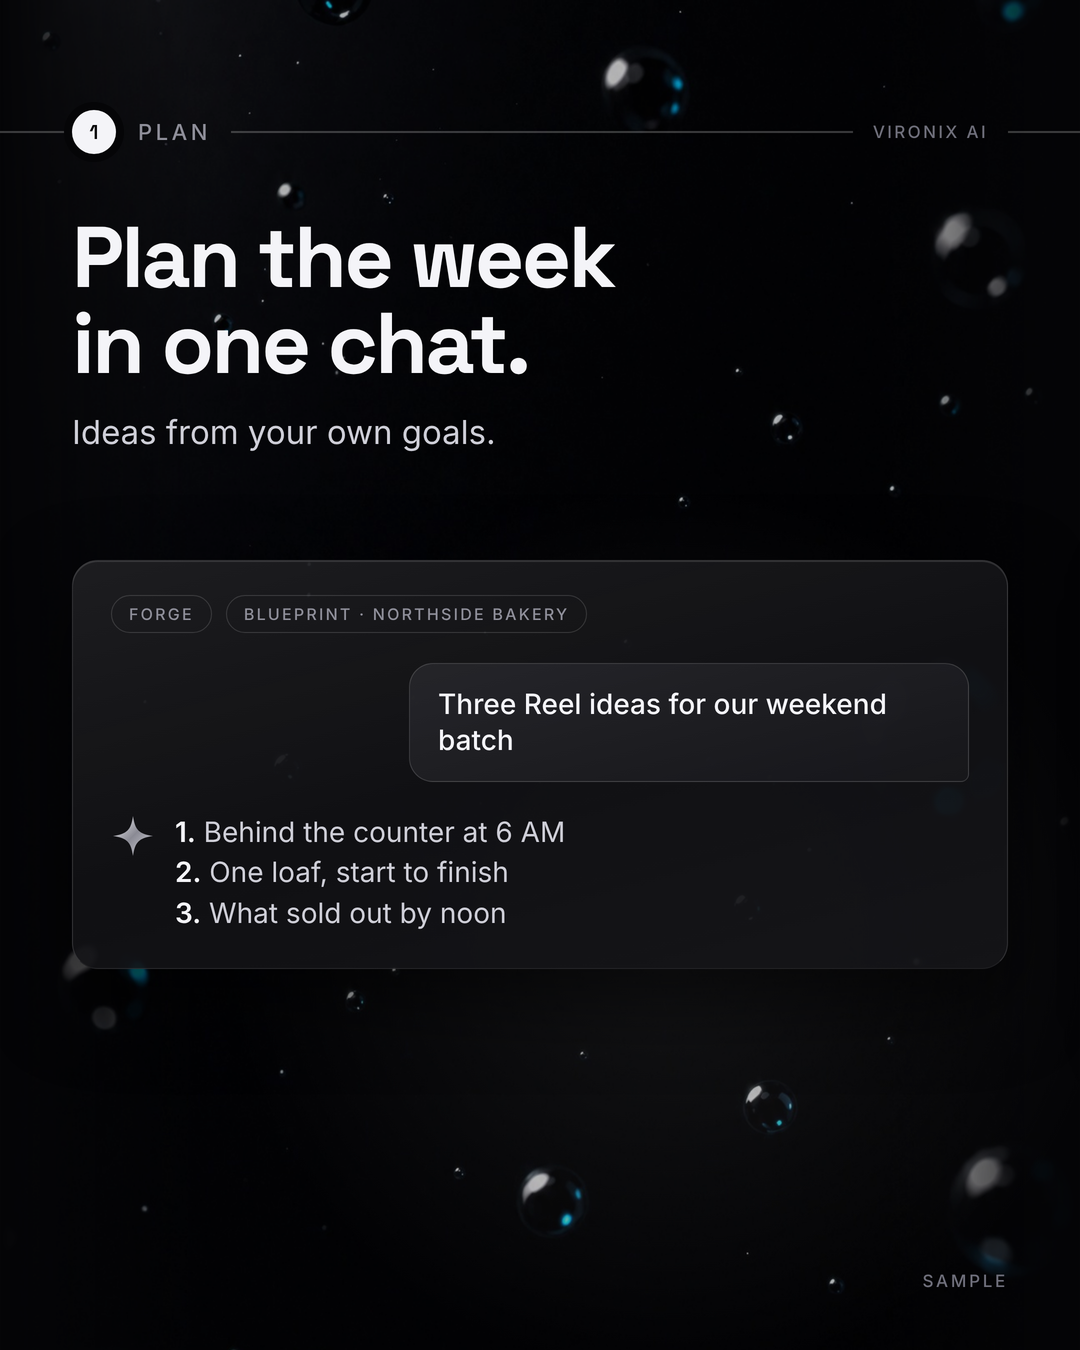 1 PLAN
VIRONIX AI
Plan the week
in one chat.
Ideas from your own goals.
FORGE
BLUEPRINT · NORTHSIDE BAKERY
Three Reel ideas for our weekend
batch
1. Behind the counter at 6 AM
2. One loaf, start to finish
3. What sold out by noon
SAMPLE